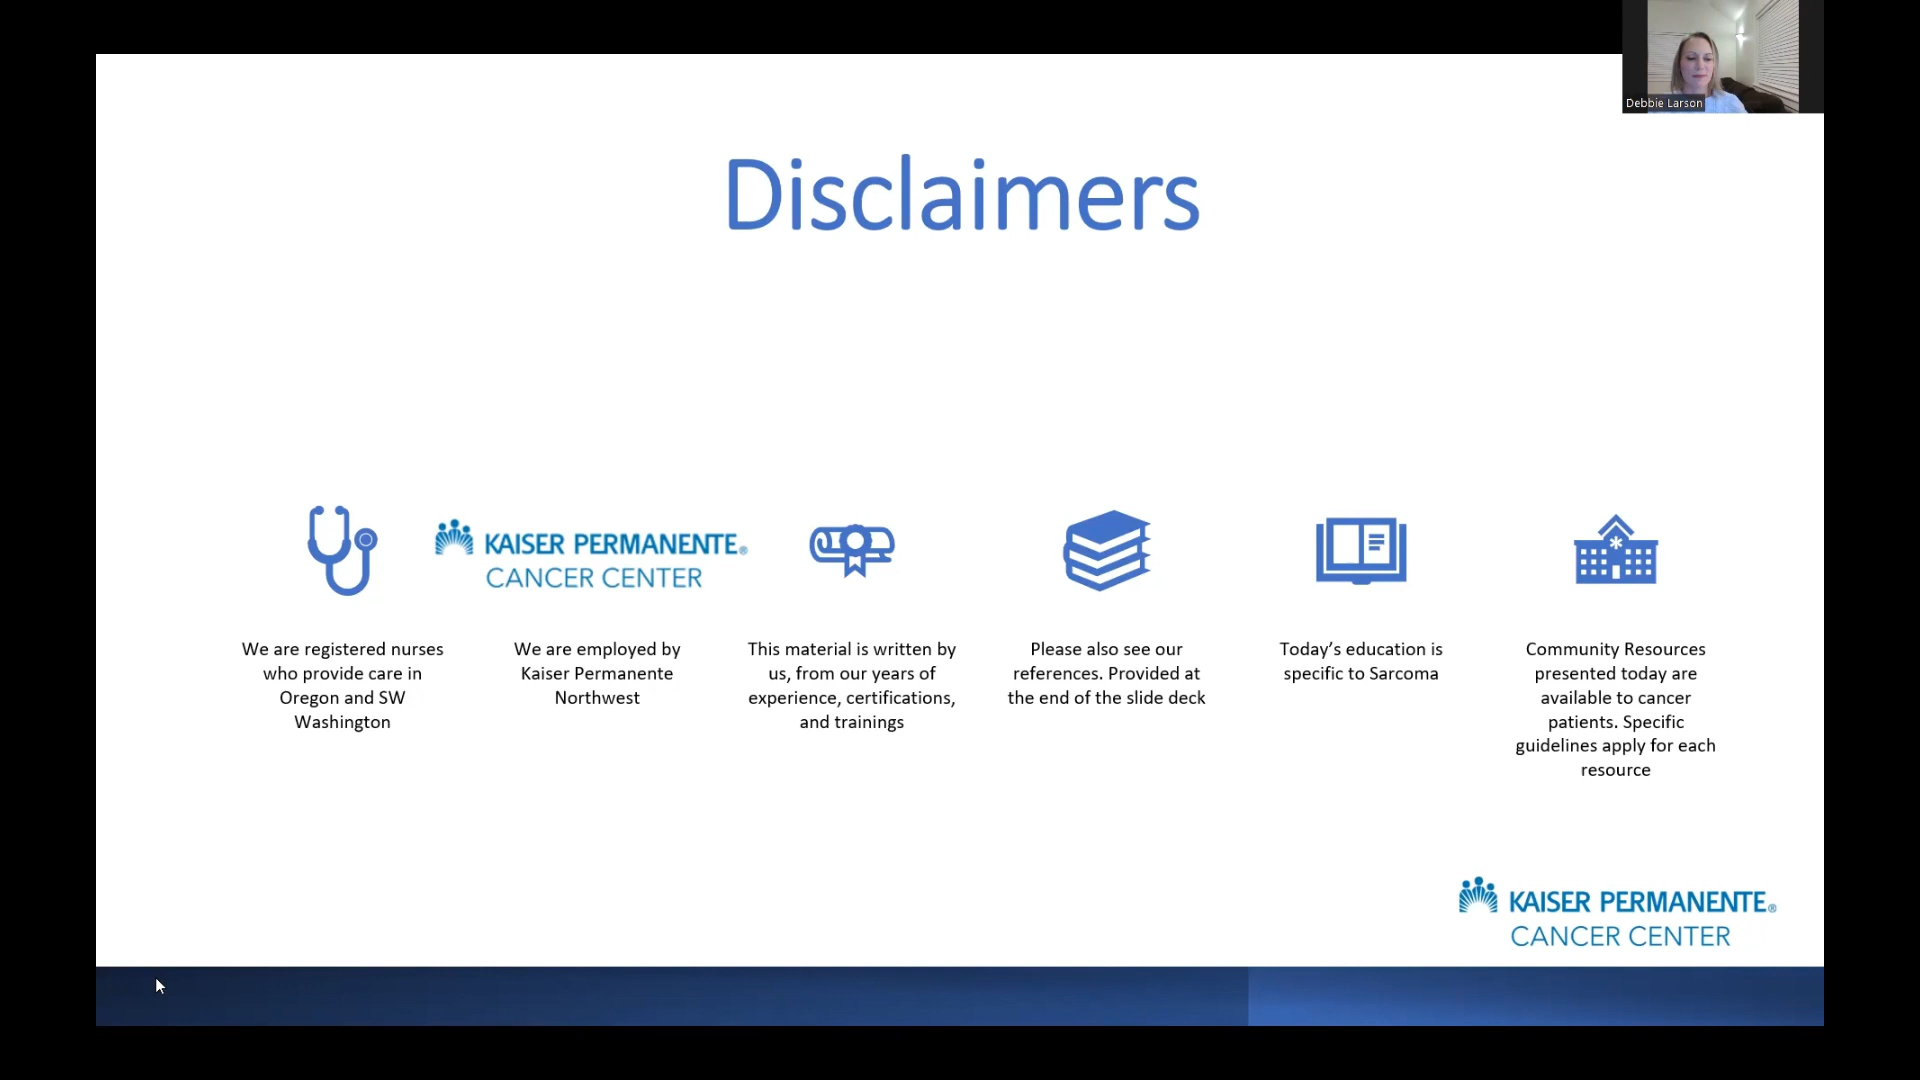 Debbie Larson
Disclaimers
KAISER PERMANENTE®
CANCER CENTER
We are registered nurses
who provide care in
Oregon and SW
Washington
We are employed by
Kaiser Permanente
Northwest
This material is written by
us, from our years of
experience, certifications,
and trainings
Please also see our
references. Provided at
the end of the slide deck
Today’s education is
specific to Sarcoma
Community Resources
presented today are
available to cancer
patients. Specific
guidelines apply for each
resource
KAISER PERMANENTE®
CANCER CENTER